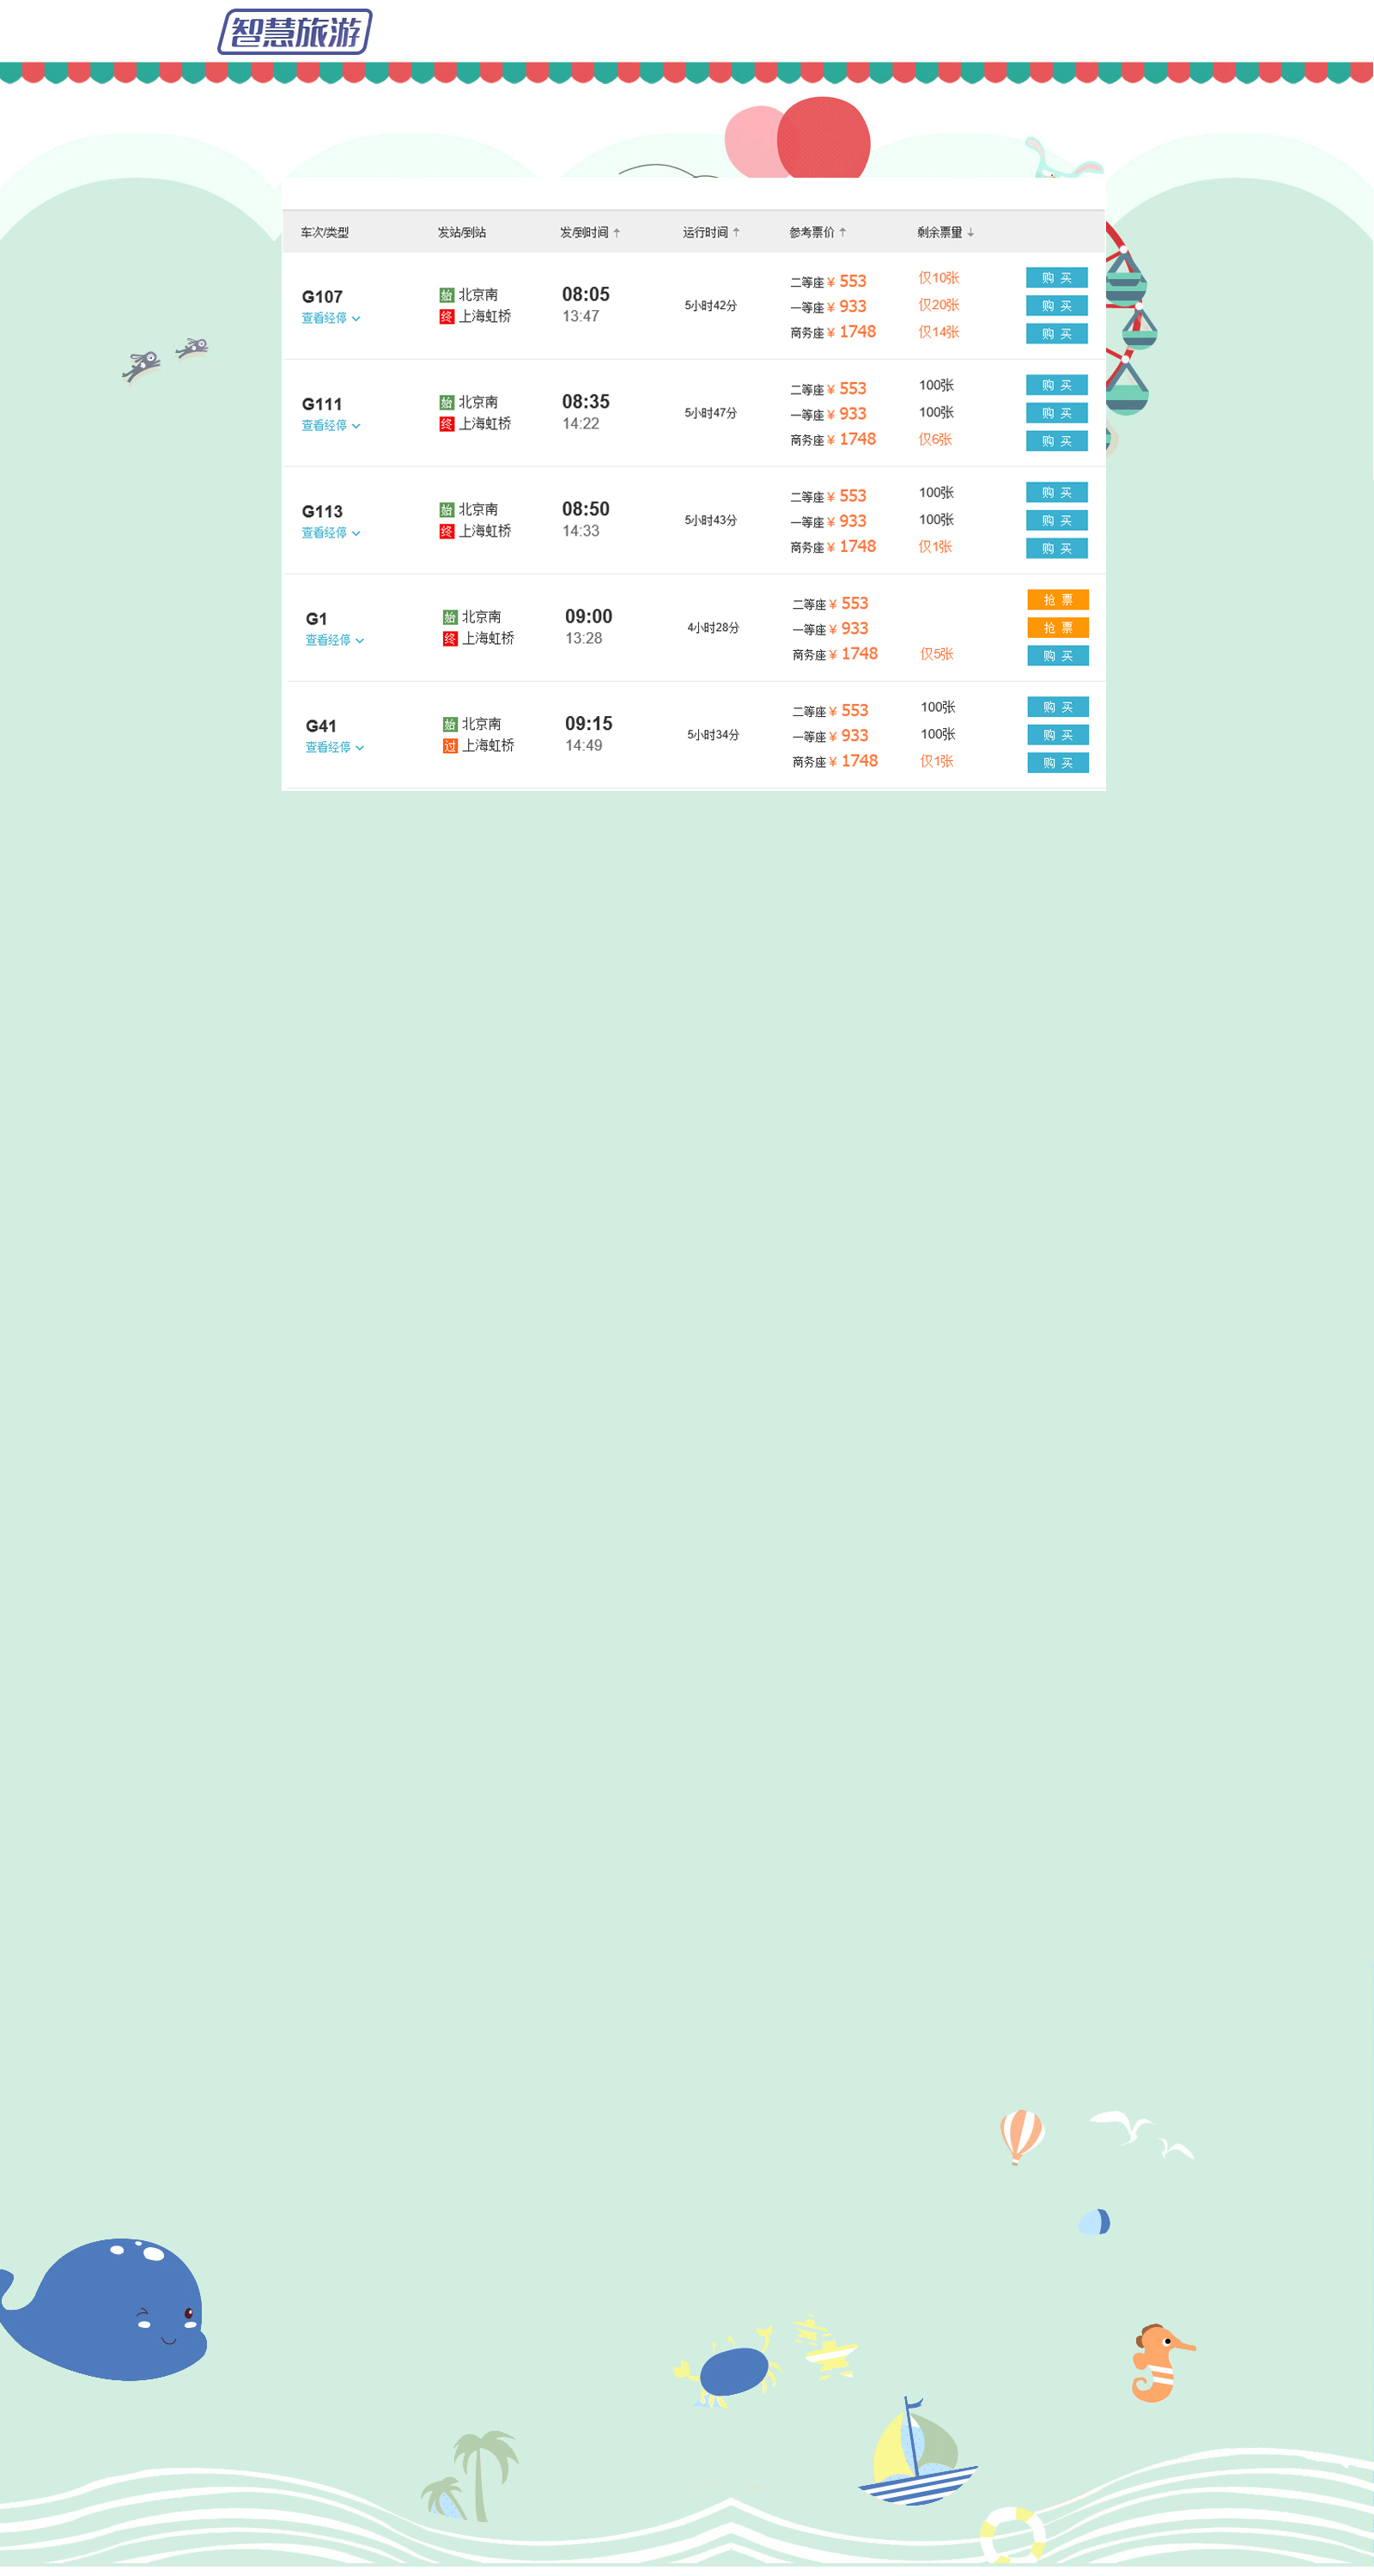 智慧旅游
车次/类型 发站/到站 发/到时间 运行时间 参考票价 剩余票量
G107
查看经停
始 北京南
终 上海虹桥
08:05
13:47
5小时42分
二等座 ¥ 553 仅10张 购 买
一等座 ¥ 933 仅20张 购 买
商务座 ¥ 1748 仅14张 购 买
G111
查看经停
始 北京南
终 上海虹桥
08:35
14:22
5小时47分
二等座 ¥ 553 100张 购 买
一等座 ¥ 933 100张 购 买
商务座 ¥ 1748 仅6张 购 买
G113
查看经停
始 北京南
终 上海虹桥
08:50
14:33
5小时43分
二等座 ¥ 553 100张 购 买
一等座 ¥ 933 100张 购 买
商务座 ¥ 1748 仅1张 购 买
G1
查看经停
始 北京南
终 上海虹桥
09:00
13:28
4小时28分
二等座 ¥ 553 抢 票
一等座 ¥ 933 抢 票
商务座 ¥ 1748 仅5张 购 买
G41
查看经停
始 北京南
过 上海虹桥
09:15
14:49
5小时34分
二等座 ¥ 553 100张 购 买
一等座 ¥ 933 100张 购 买
商务座 ¥ 1748 仅1张 购 买